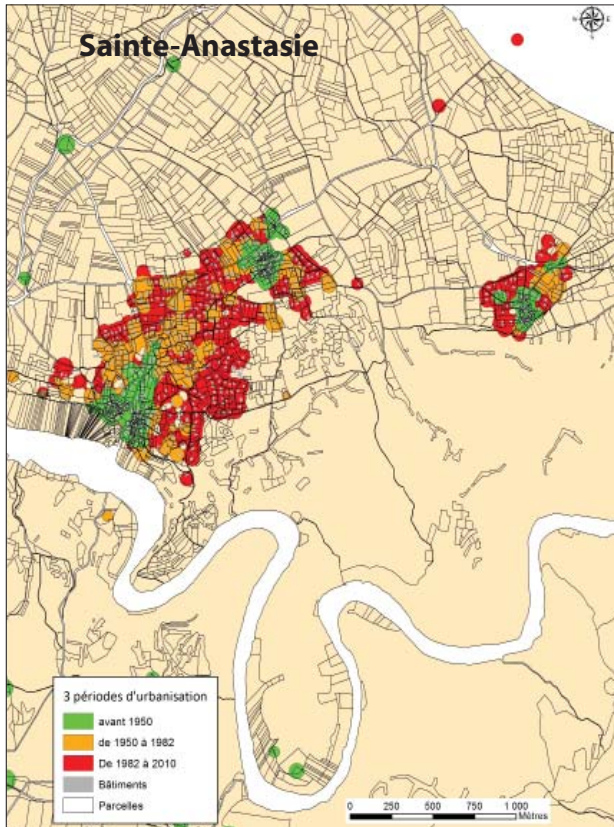 Sainte-Anastasie
3 périodes d'urbanisation
avant 1950
de 1950 à 1982
De 1982 à 2010
Bâtiments
Parcelles
0 250 500 750 1 000
Mètres